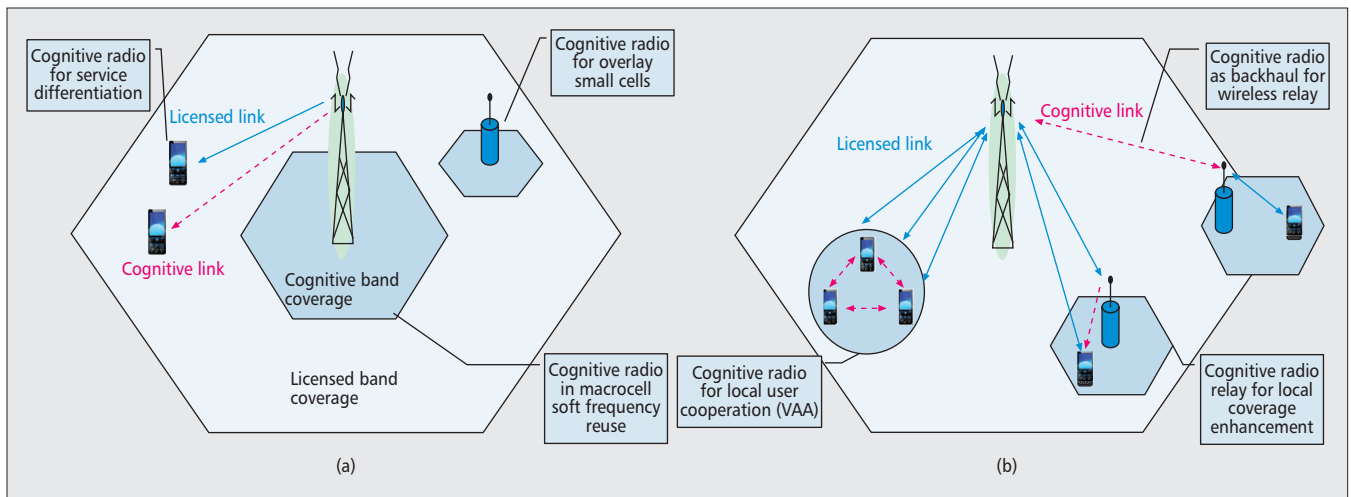 Cognitive radio
for service
differentiation
Licensed link
Cognitive link
Cognitive radio
for overlay
small cells
Cognitive band
coverage
Licensed band
coverage
Cognitive radio
in macrocell
soft frequency
reuse
(a)
Cognitive radio
as backhaul for
wireless relay
Cognitive link
Licensed link
Cognitive radio
for local user
cooperation (VAA)
Cognitive radio
relay for local
coverage
enhancement
(b)